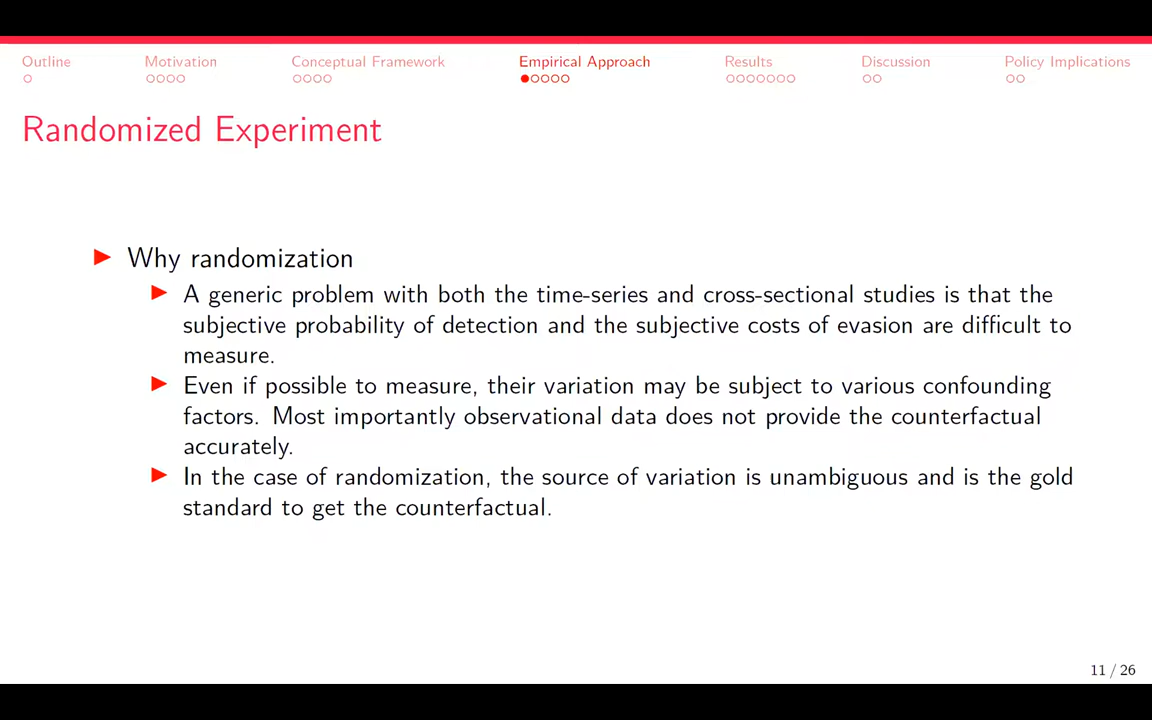 Outline Motivation Conceptual Framework Empirical Approach Results Discussion Policy Implications
Randomized Experiment
Why randomization
A generic problem with both the time-series and cross-sectional studies is that the
subjective probability of detection and the subjective costs of evasion are difficult to
measure.
Even if possible to measure, their variation may be subject to various confounding
factors. Most importantly observational data does not provide the counterfactual
accurately.
In the case of randomization, the source of variation is unambiguous and is the gold
standard to get the counterfactual.
11 / 26